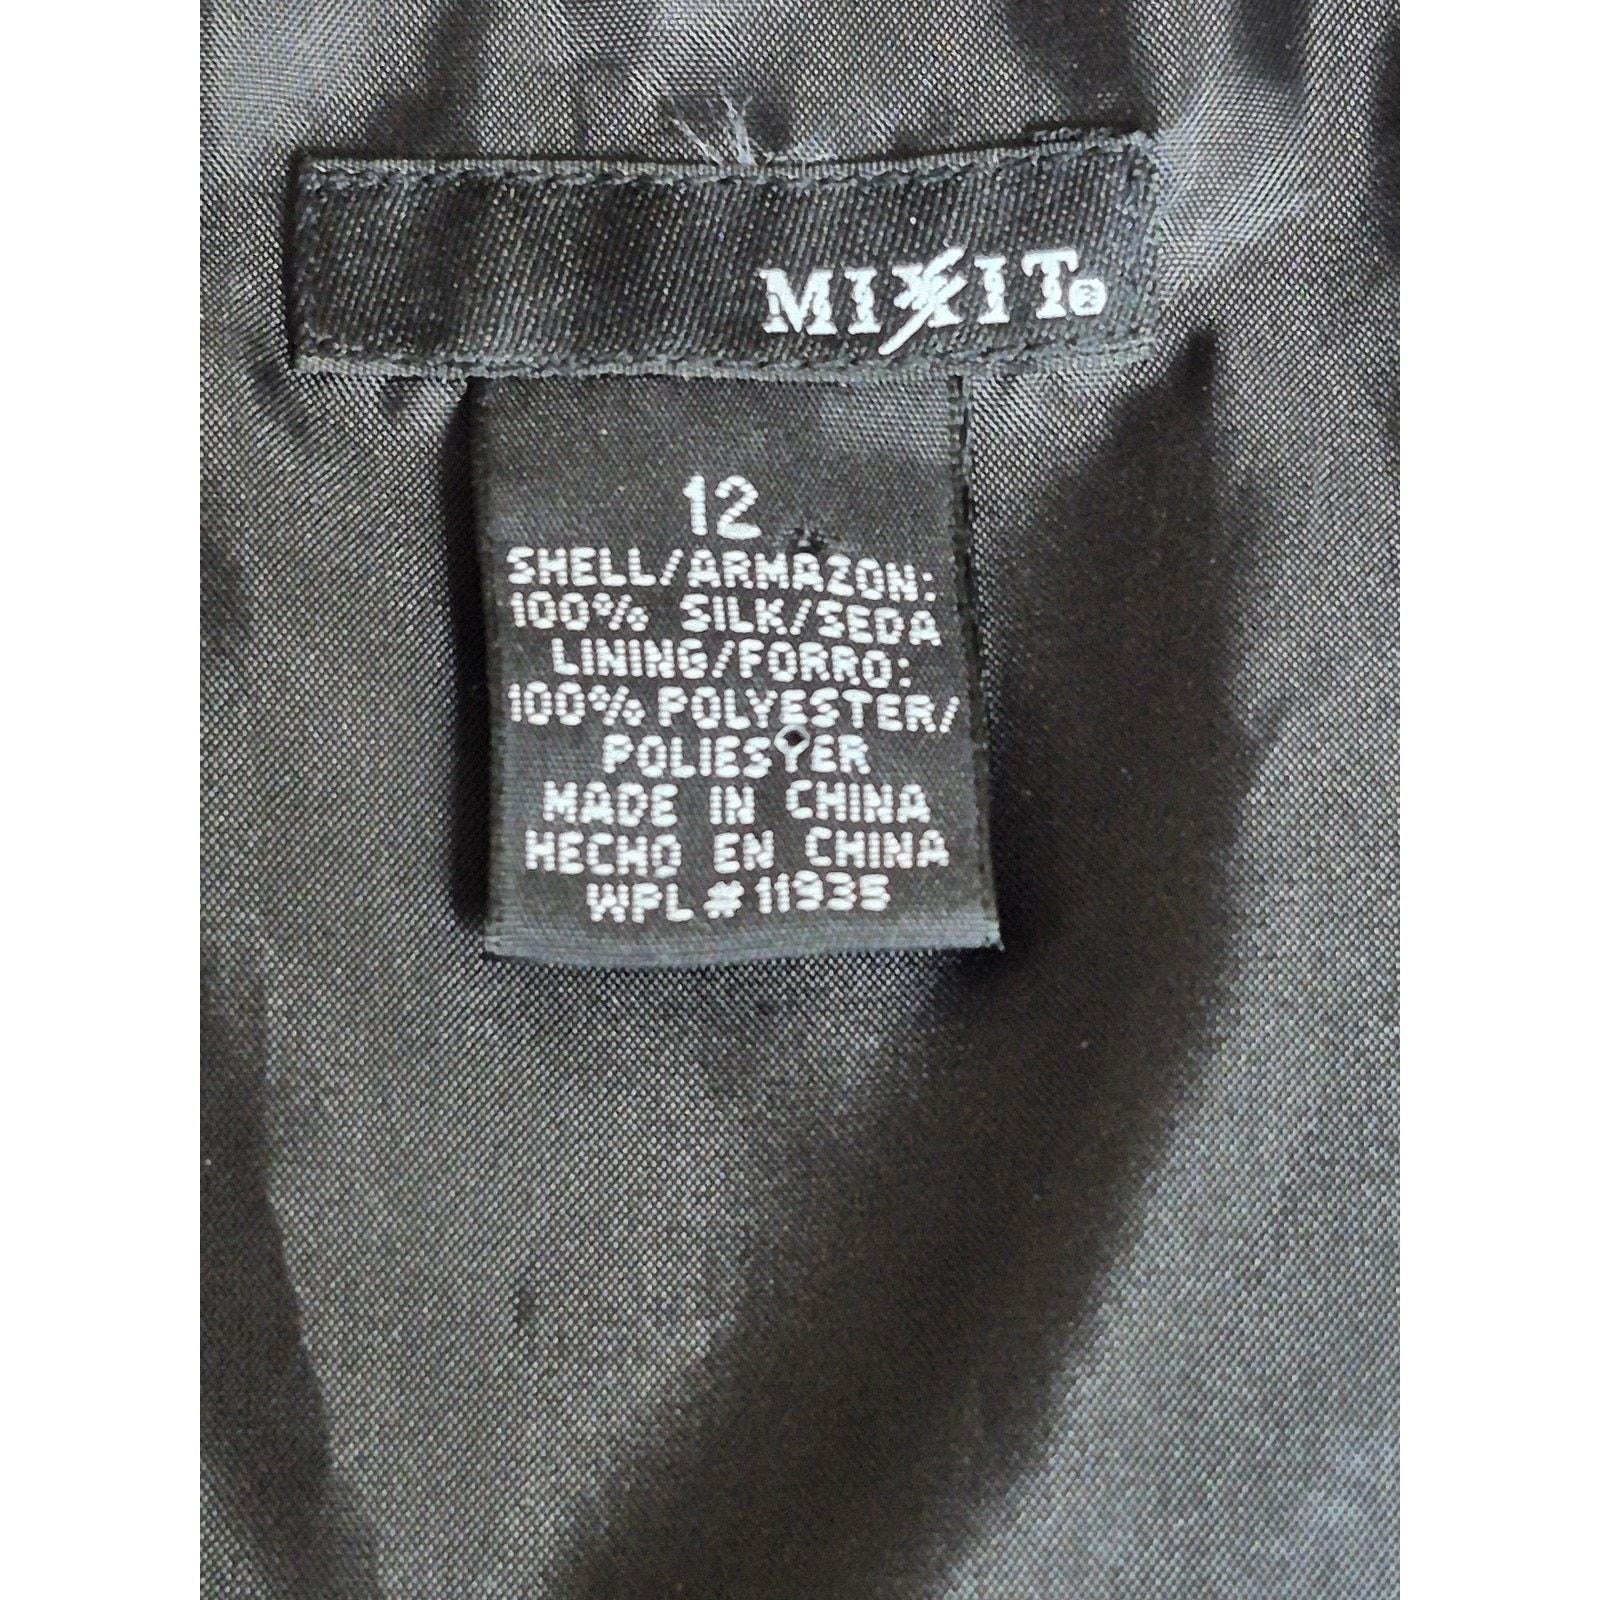 MIXIT®
12
SHELL/ARMAZON:
100% SILK/SEDA
LINING/FORRO:
100% POLYESTER/
POLIESTER
MADE IN CHINA
HECHO EN CHINA
WPL #11935